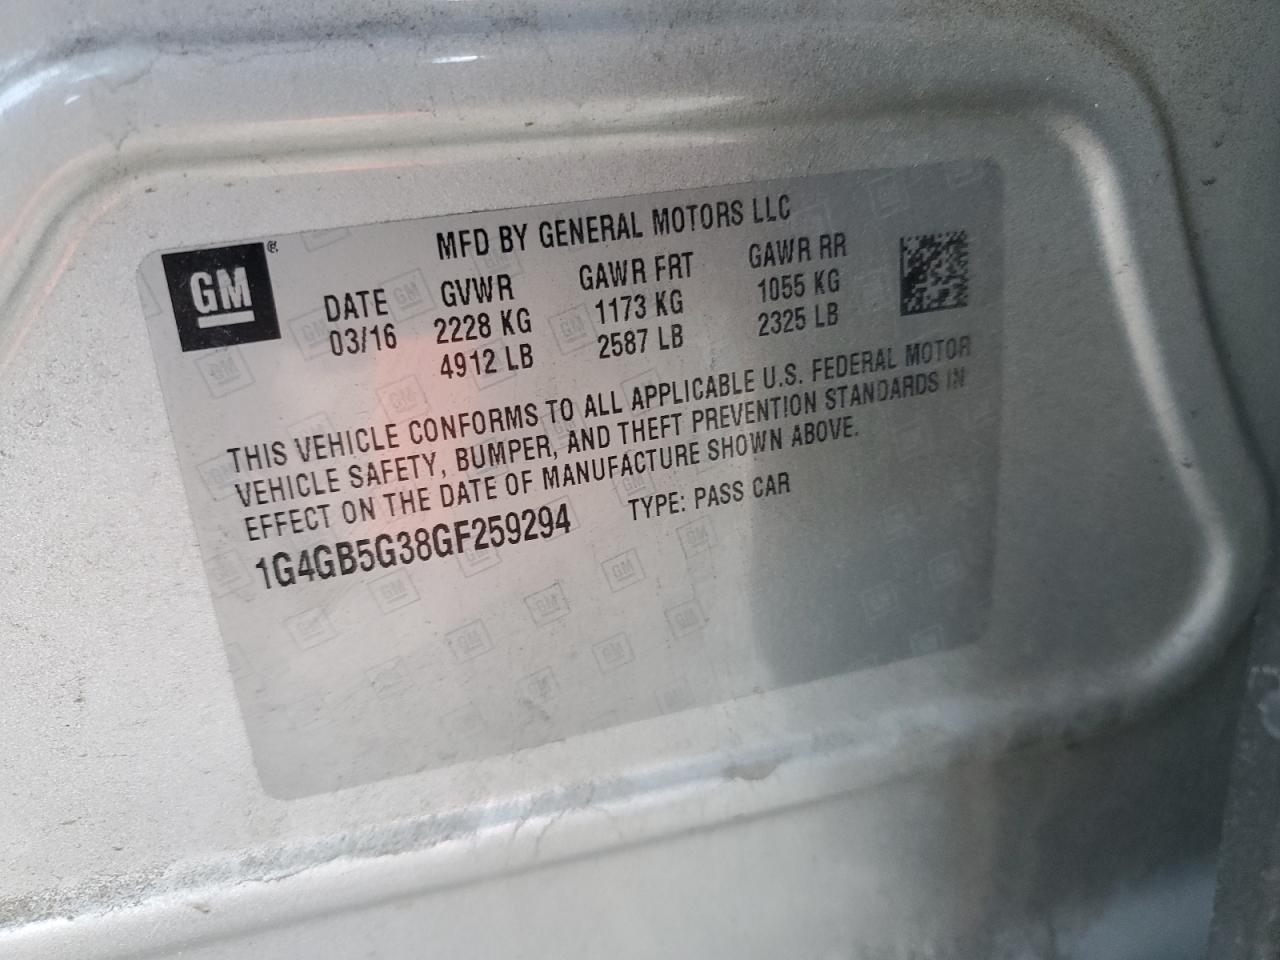 MFD BY GENERAL MOTORS LLC
GM®
DATE GVWR GAWR FRT GAWR RR
03/16 2228 KG 1173 KG 1055 KG
4912 LB 2587 LB 2325 LB
THIS VEHICLE CONFORMS TO ALL APPLICABLE U.S. FEDERAL MOTOR
VEHICLE SAFETY, BUMPER, AND THEFT PREVENTION STANDARDS IN
EFFECT ON THE DATE OF MANUFACTURE SHOWN ABOVE.
1G4GB5G38GF259294 TYPE: PASS CAR